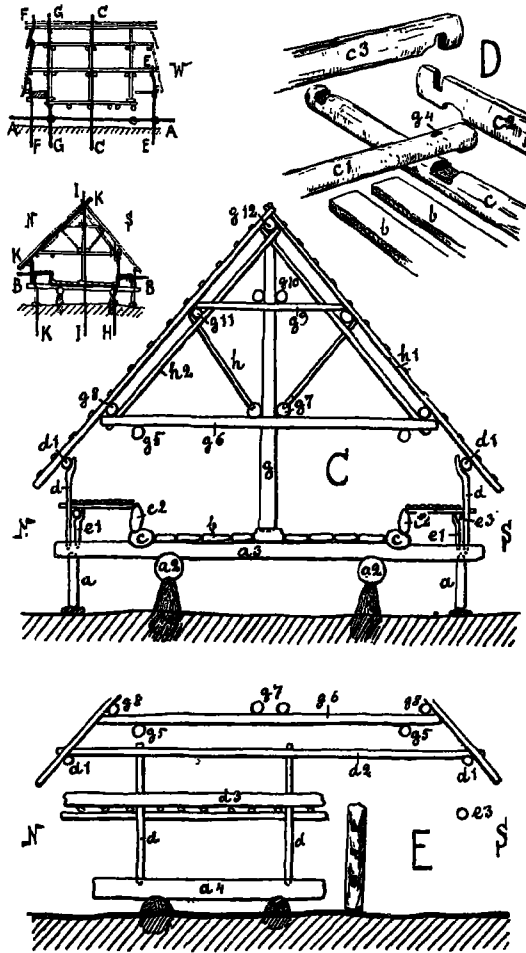 F G C
W
E
F
A A
F G C E
I
K
N S
K
B B
K I H
c3
D
g4
c2
c1
c
b b
g12
g10
g11 g9
h1
h2 h
g8 g7
g5 g6
d1 d1
C
d g d
e2 e2 e3
N e1 c b c e1 S
a3
a a2 a2 a
g8 g7 g6 g8
g5 g5
d1 d2 d1
d3
N d d E e3 S
a4